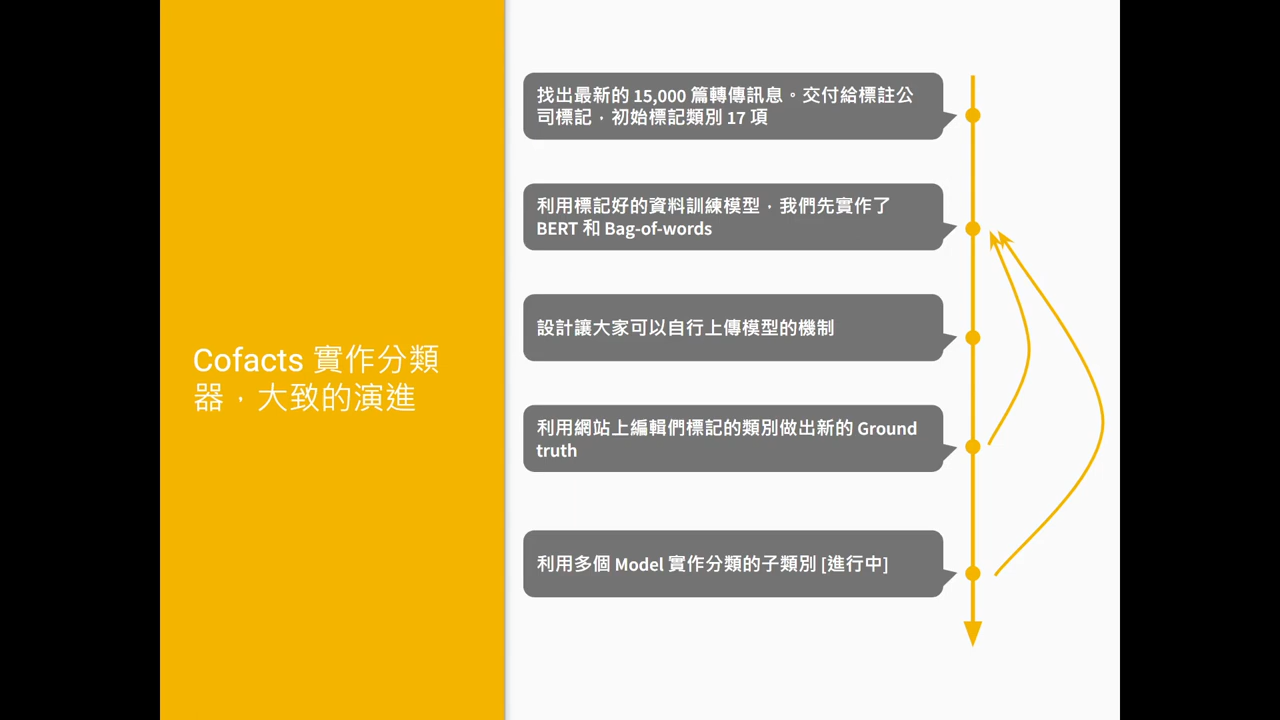 Cofacts 實作分類
器，大致的演進
找出最新的 15,000 篇轉傳訊息。交付給標註公
司標記，初始標記類別 17 項
利用標記好的資料訓練模型，我們先實作了
BERT 和 Bag-of-words
設計讓大家可以自行上傳模型的機制
利用網站上編輯們標記的類別做出新的 Ground
truth
利用多個 Model 實作分類的子類別 [進行中]